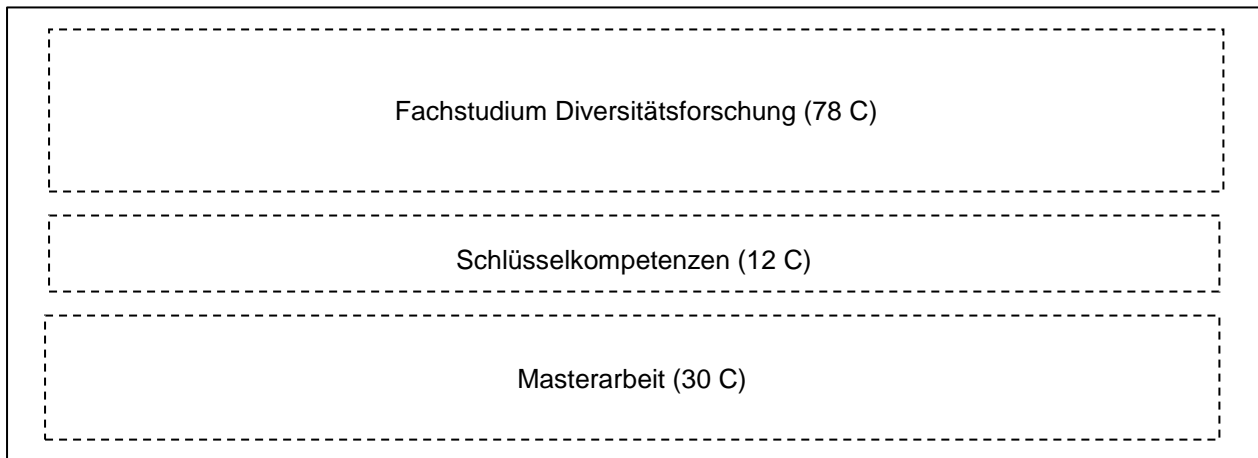 Fachstudium Diversitätsforschung (78 C)
Schlüsselkompetenzen (12 C)
Masterarbeit (30 C)